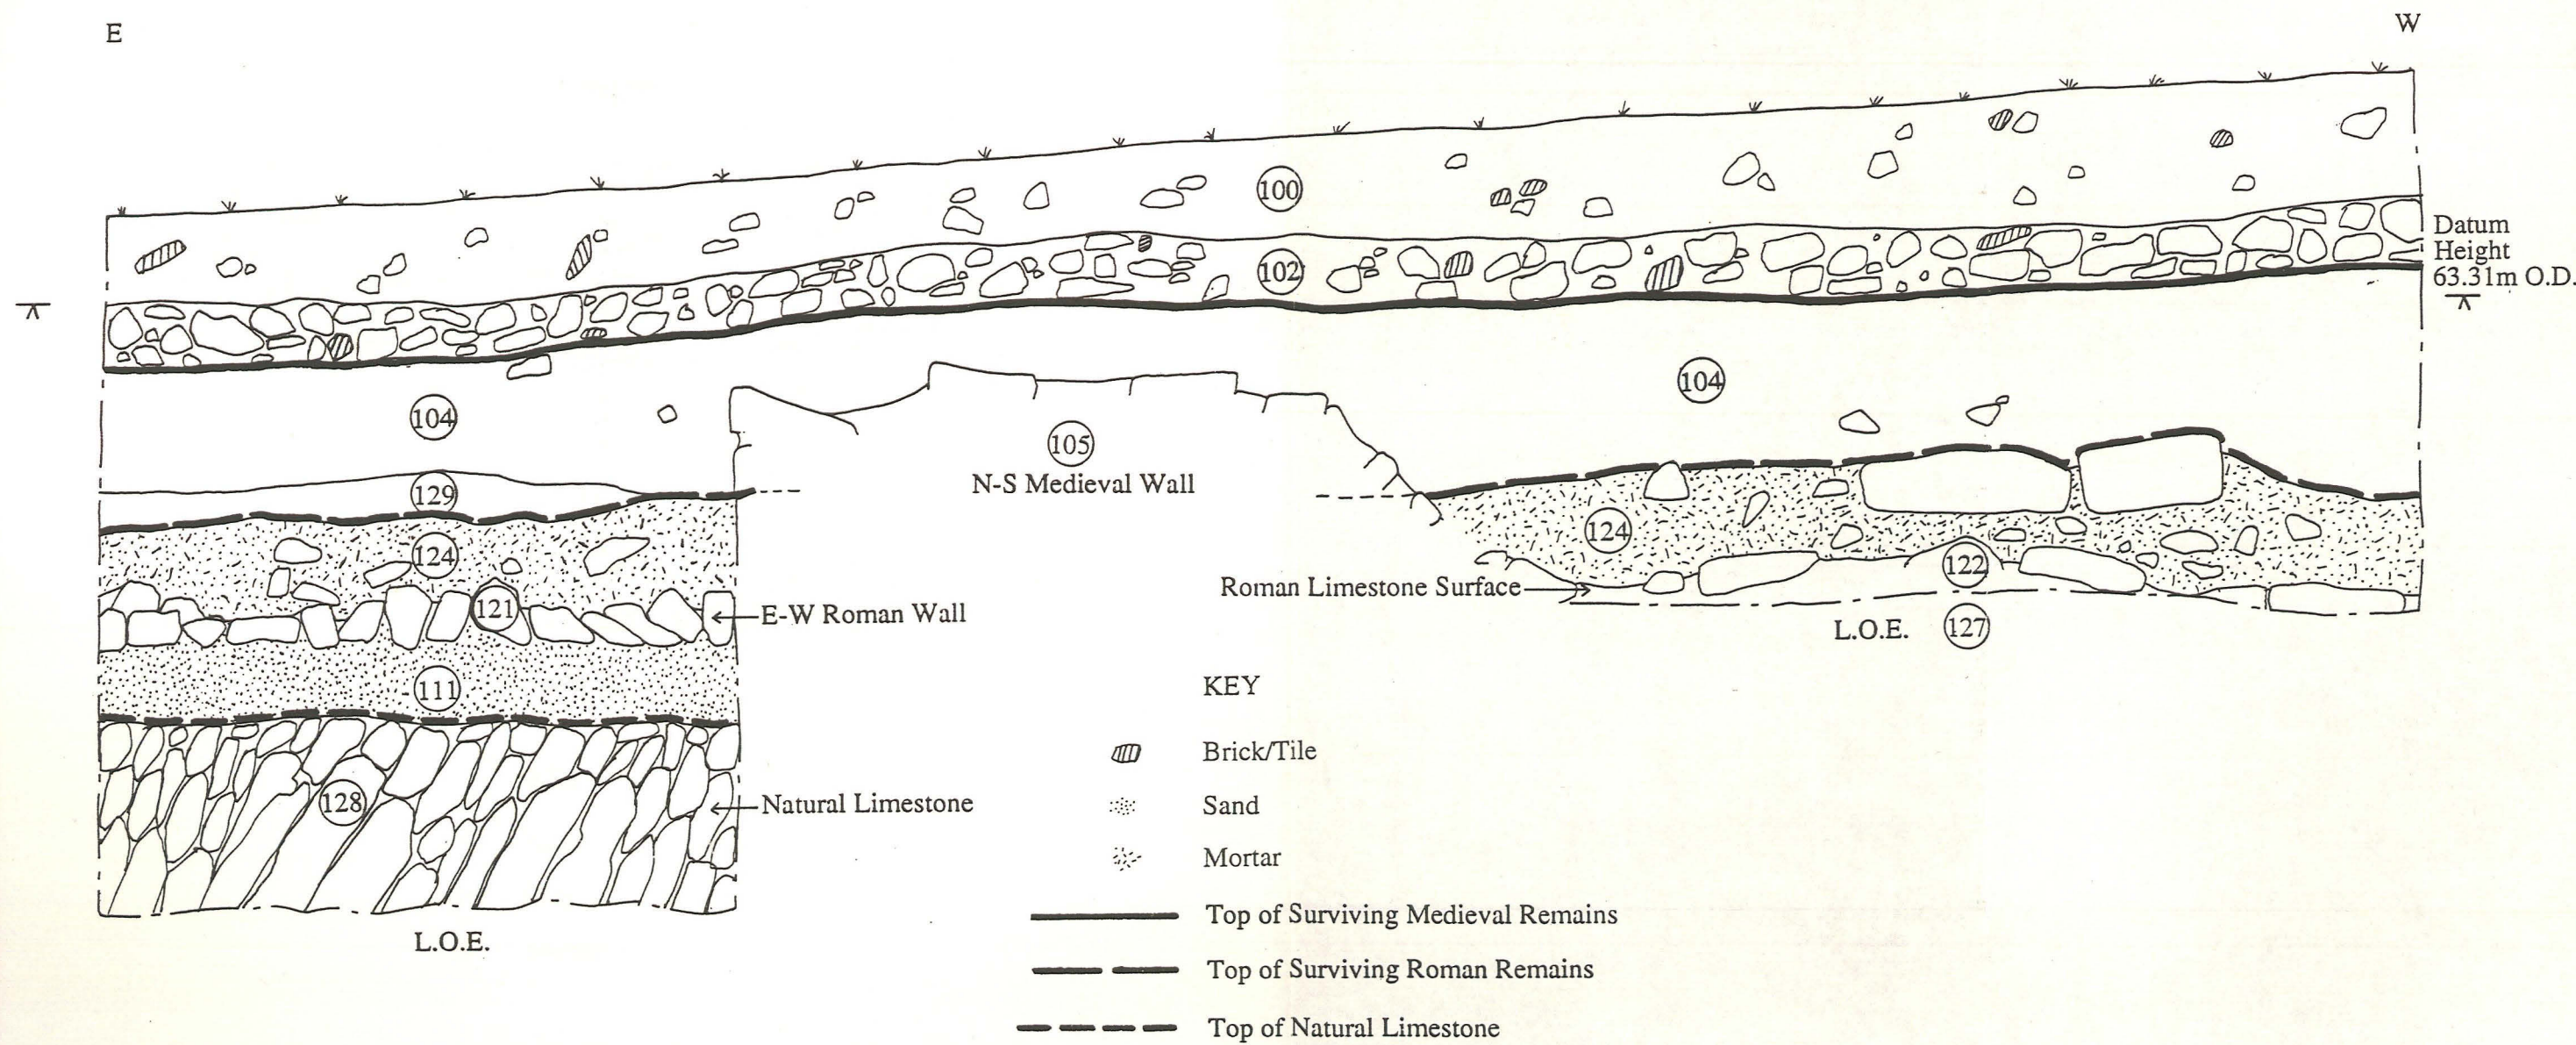 E
W
100
Datum
Height
63.31m O.D.
102
104
104
105
N-S Medieval Wall
129
124
124
121
E-W Roman Wall
Roman Limestone Surface
122
L.O.E.
127
111
128
Natural Limestone
L.O.E.
KEY
Brick/Tile
Sand
Mortar
Top of Surviving Medieval Remains
Top of Surviving Roman Remains
Top of Natural Limestone